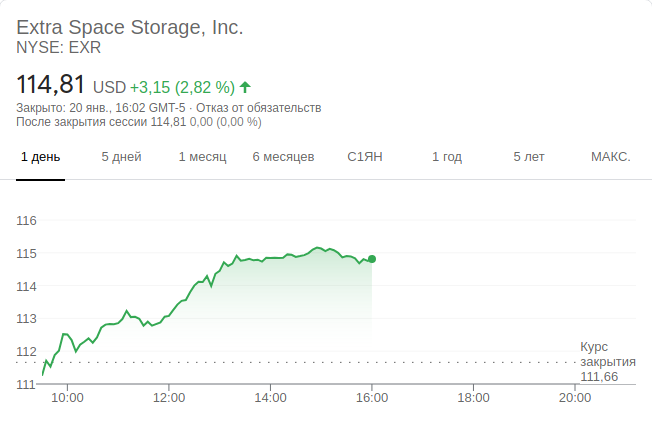 Extra Space Storage, Inc.
NYSE: EXR
114,81 USD +3,15 (2,82 %)
Закрыто: 20 янв., 16:02 GMT-5 · Отказ от обязательств
После закрытия сессии 114,81 0,00 (0,00 %)
1 день 5 дней 1 месяц 6 месяцев С1ЯН 1 год 5 лет МАКС.
116
115
114
113
112
Курс
закрытия
111,66
111
10:00 12:00 14:00 16:00 18:00 20:00